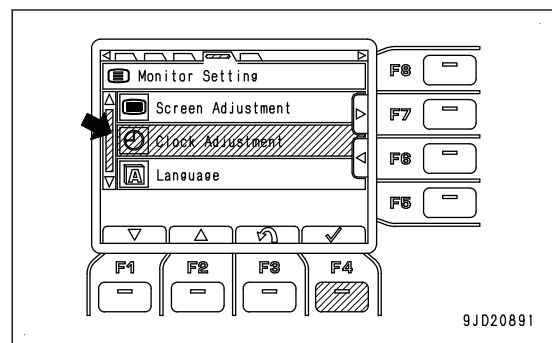 Monitor Setting
Screen Adjustment
Clock Adjustment
Language
F8
F7
F6
F5
F1
F2
F3
F4
9JD20891